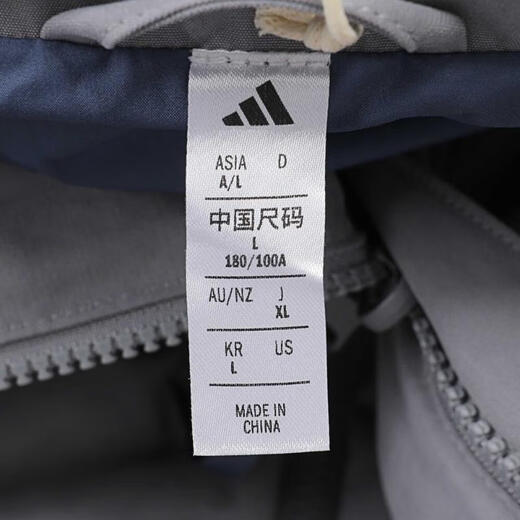 ASIA D
A/L
中国尺码
L
180/100A
AU/NZ J
XL
KR US
L
MADE IN
CHINA